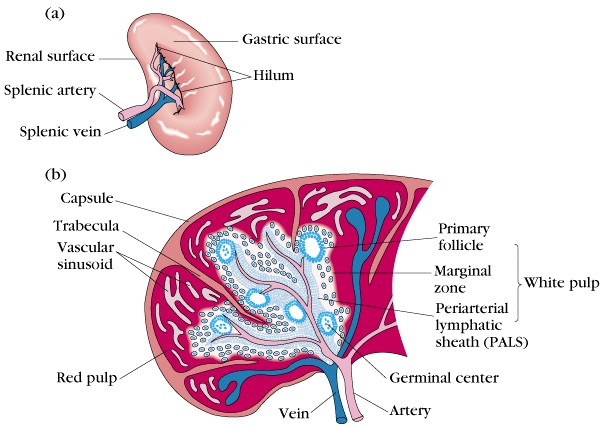 (a)
Gastric surface
Renal surface
Hilum
Splenic artery
Splenic vein
(b)
Capsule
Trabecula
Vascular
sinusoid
Primary
follicle
Marginal
zone
White pulp
Periarterial
lymphatic
sheath (PALS)
Red pulp
Germinal center
Vein
Artery